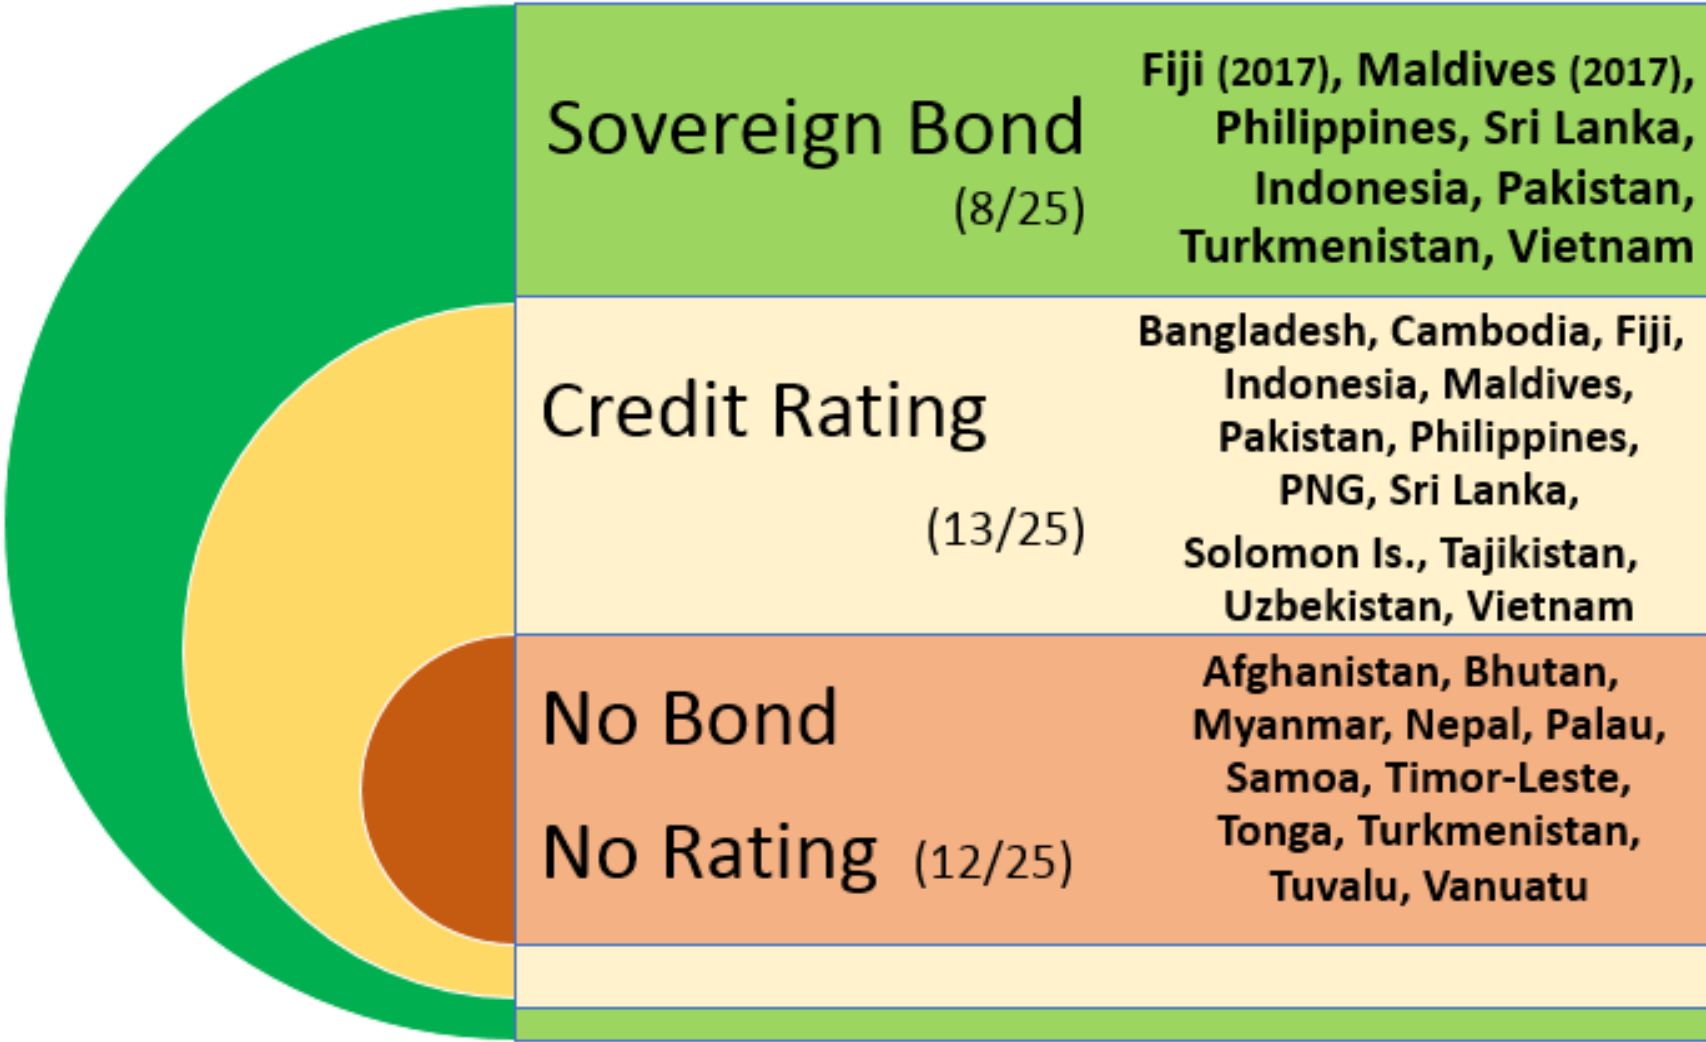 Sovereign Bond
(8/25)
Fiji (2017), Maldives (2017),
Philippines, Sri Lanka,
Indonesia, Pakistan,
Turkmenistan, Vietnam
Credit Rating
(13/25)
Bangladesh, Cambodia, Fiji,
Indonesia, Maldives,
Pakistan, Philippines,
PNG, Sri Lanka,
Solomon Is., Tajikistan,
Uzbekistan, Vietnam
No Bond
No Rating (12/25)
Afghanistan, Bhutan,
Myanmar, Nepal, Palau,
Samoa, Timor-Leste,
Tonga, Turkmenistan,
Tuvalu, Vanuatu